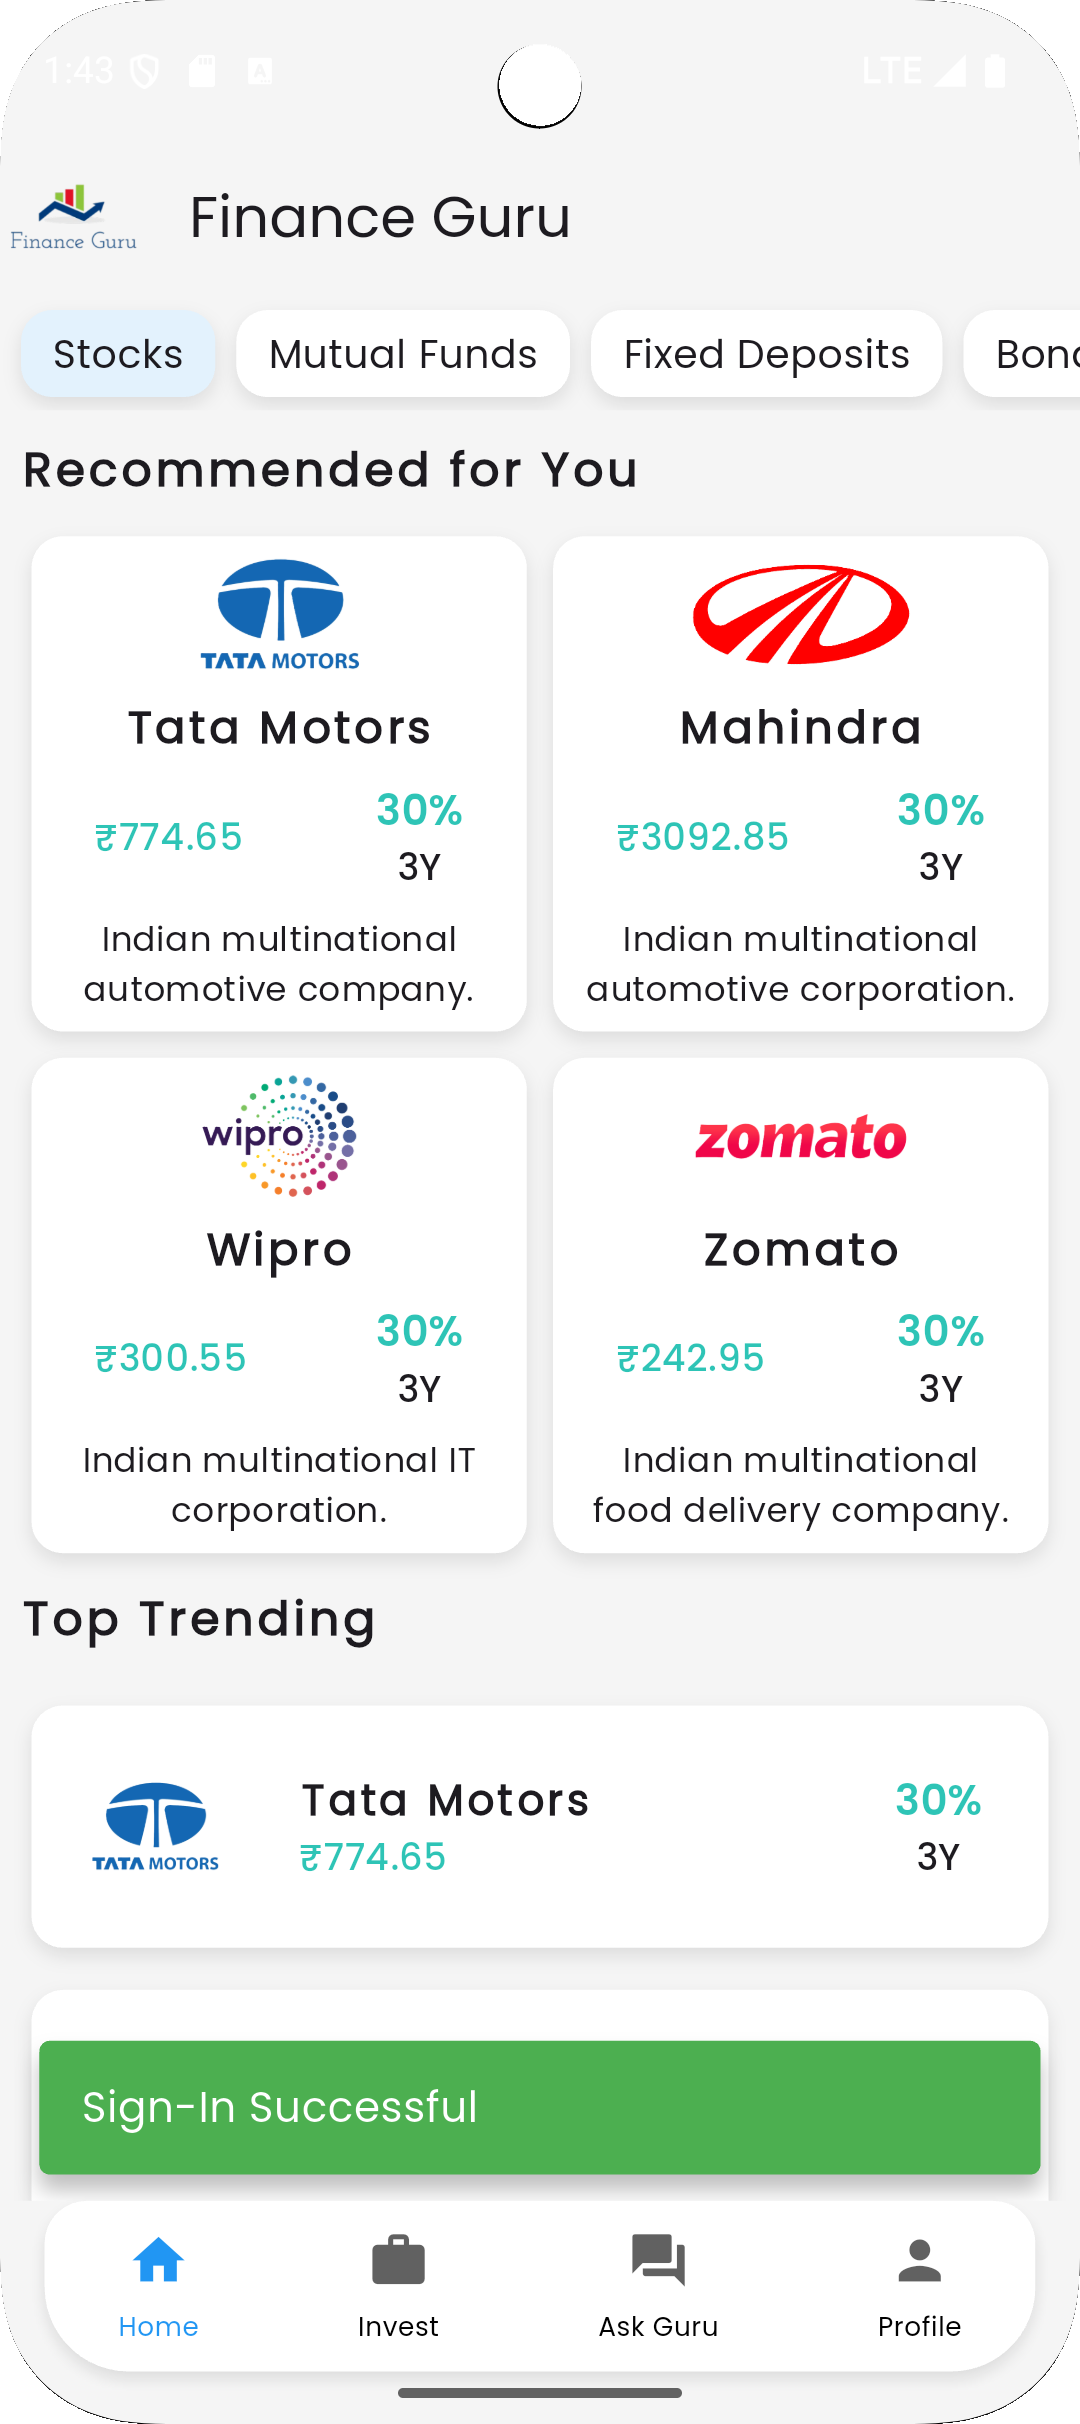 1:43
LTE
Finance Guru
Finance Guru
Stocks
Mutual Funds
Fixed Deposits
Recommended for You
TATA MOTORS
Tata Motors
Mahindra
₹774.65
30%
3Y
₹3092.85
30%
3Y
Indian multinational
automotive company.
Indian multinational
automotive corporation.
wipro
zomato
Wipro
Zomato
₹300.55
30%
3Y
₹242.95
30%
3Y
Indian multinational IT
corporation.
Indian multinational
food delivery company.
Top Trending
TATA MOTORS
Tata Motors
₹774.65
30%
3Y
Sign-In Successful
Home
Invest
Ask Guru
Profile